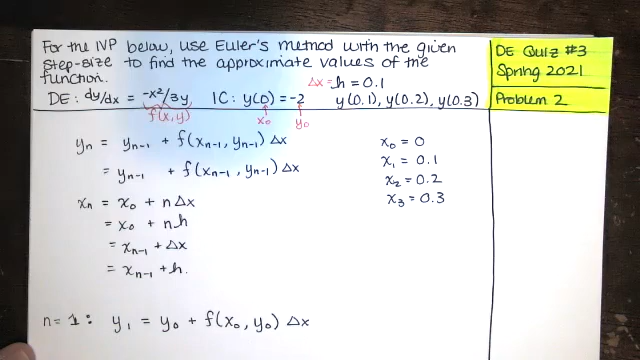 For the IVP below, use Euler's method with the given
step-size to find the approximate values of the
function.
Δx = h = 0.1
DE: dy/dx = -x²/3y IC: y(0) = -2 y(0.1), y(0.2), y(0.3)
f(x,y) x₀ y₀
DE Quiz #3
Spring 2021
Problem 2
yₙ = yₙ₋₁ + f(xₙ₋₁, yₙ₋₁) Δx
= yₙ₋₁ + f(xₙ₋₁, yₙ₋₁) Δx
xₙ = x₀ + nΔx
= x₀ + nh
= xₙ₋₁ + Δx
= xₙ₋₁ + h.
x₀ = 0
x₁ = 0.1
x₂ = 0.2
x₃ = 0.3
n = 1: y₁ = y₀ + f(x₀, y₀) Δx